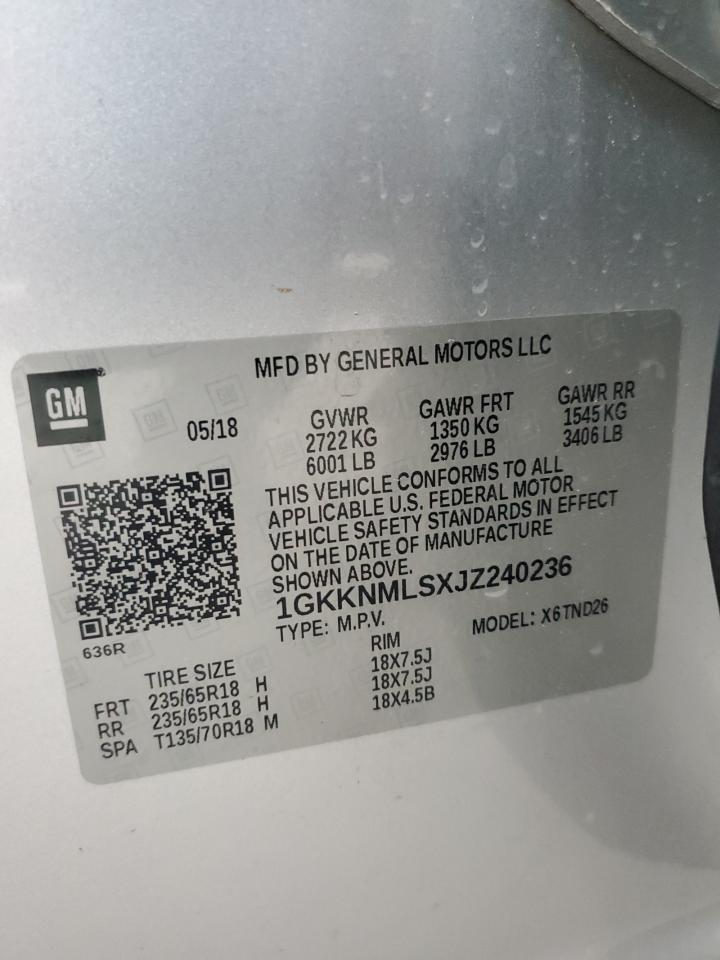 MFD BY GENERAL MOTORS LLC
GM
05/18
GVWR GAWR FRT GAWR RR
2722 KG 1350 KG 1545 KG
6001 LB 2976 LB 3406 LB
THIS VEHICLE CONFORMS TO ALL
APPLICABLE U.S. FEDERAL MOTOR
VEHICLE SAFETY STANDARDS IN EFFECT
ON THE DATE OF MANUFACTURE
SHOWN ABOVE.
1GKKNMLSXJZ240236
TYPE: M.P.V. MODEL: X6TND26
636R
TIRE SIZE RIM
FRT 235/65R18 H 18X7.5J
RR 235/65R18 H 18X7.5J
SPA T135/70R18 M 18X4.5B